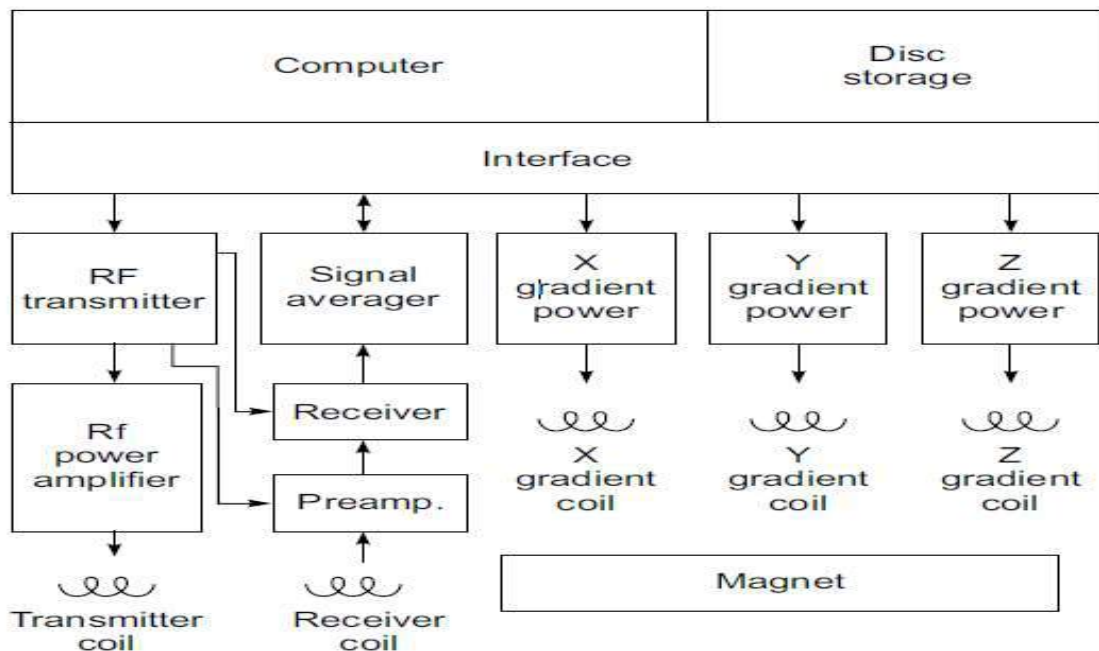 Computer
Disc
storage
Interface
RF
transmitter
Signal
averager
X
gradient
power
Y
gradient
power
Z
gradient
power
Rf
power
amplifier
Receiver
Preamp.
X
gradient
coil
Y
gradient
coil
Z
gradient
coil
Magnet
Transmitter
coil
Receiver
coil